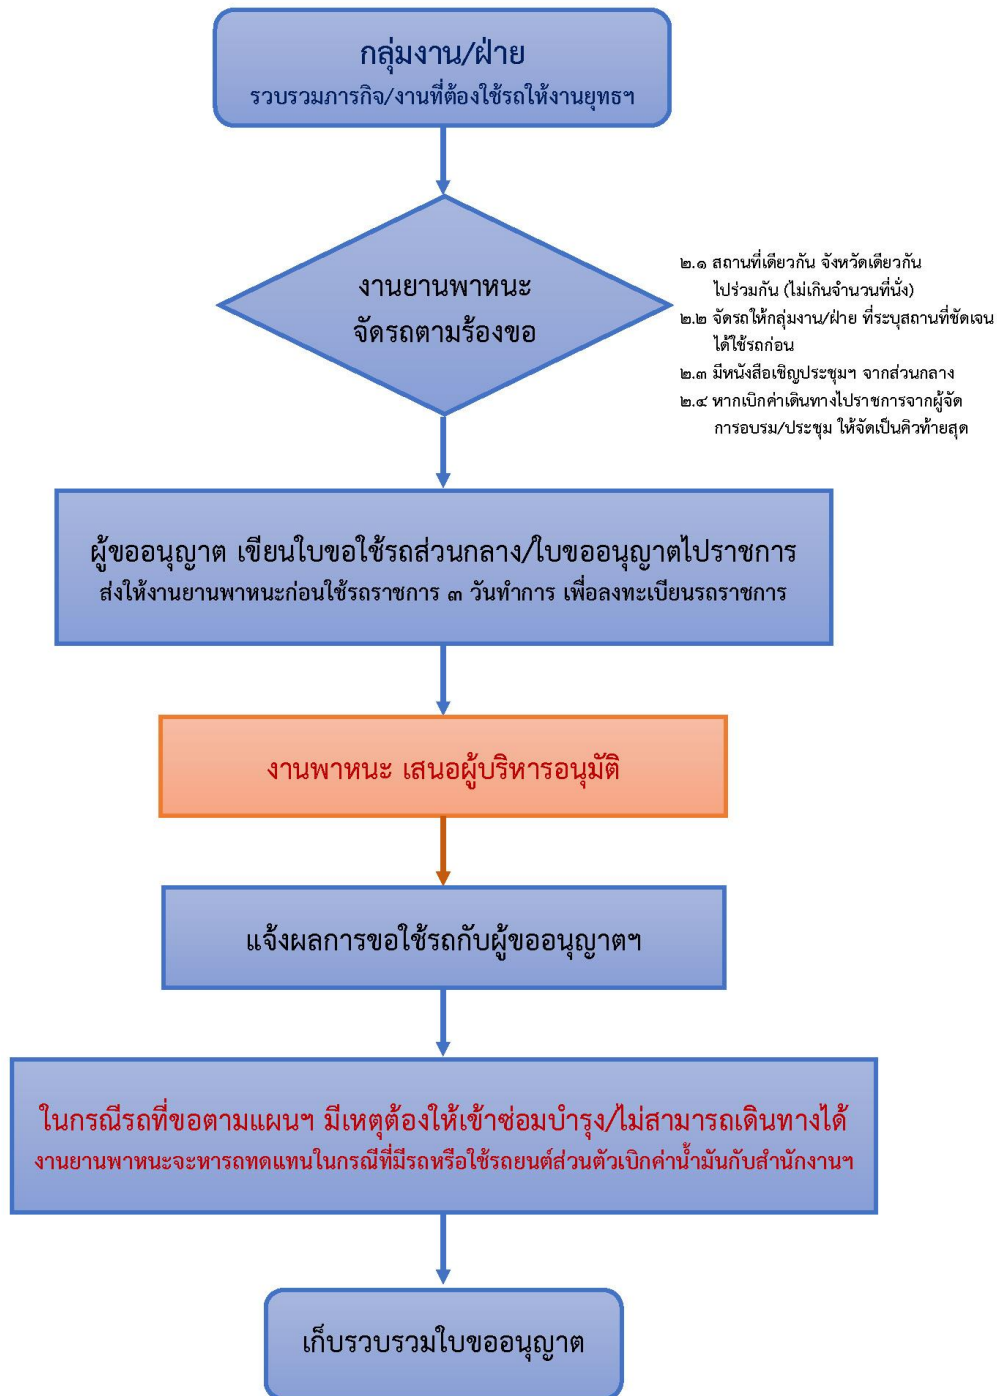 กลุ่มงาน/ฝ่าย
รวบรวมภารกิจ/งานที่ต้องใช้รถให้งานยุทธฯ
งานยานพาหนะ
จัดรถตามร้องขอ
๒.๑ สถานที่เดียวกัน จังหวัดเดียวกัน
ไปร่วมกัน (ไม่เกินจำนวนที่นั่ง)
๒.๒ จัดรถให้กลุ่มงาน/ฝ่าย ที่ระบุสถานที่ชัดเจน
ได้ใช้รถก่อน
๒.๓ มีหนังสือเชิญประชุมฯ จากส่วนกลาง
๒.๔ หากเบิกค่าเดินทางไปราชการจากผู้จัด
การอบรม/ประชุม ให้จัดเป็นคิวท้ายสุด
ผู้ขออนุญาต เขียนใบขอใช้รถส่วนกลาง/ใบขออนุญาตไปราชการ
ส่งให้งานยานพาหนะก่อนใช้รถราชการ ๓ วันทำการ เพื่อลงทะเบียนรถราชการ
งานพาหนะ เสนอผู้บริหารอนุมัติ
แจ้งผลการขอใช้รถกับผู้ขออนุญาตฯ
ในกรณีรถที่ขอตามแผนฯ มีเหตุต้องให้เข้าซ่อมบำรุง/ไม่สามารถเดินทางได้
งานยานพาหนะจะหารถทดแทนในกรณีที่มีรถหรือใช้รถยนต์ส่วนตัวเบิกค่าน้ำมันกับสำนักงานฯ
เก็บรวบรวมใบขออนุญาต